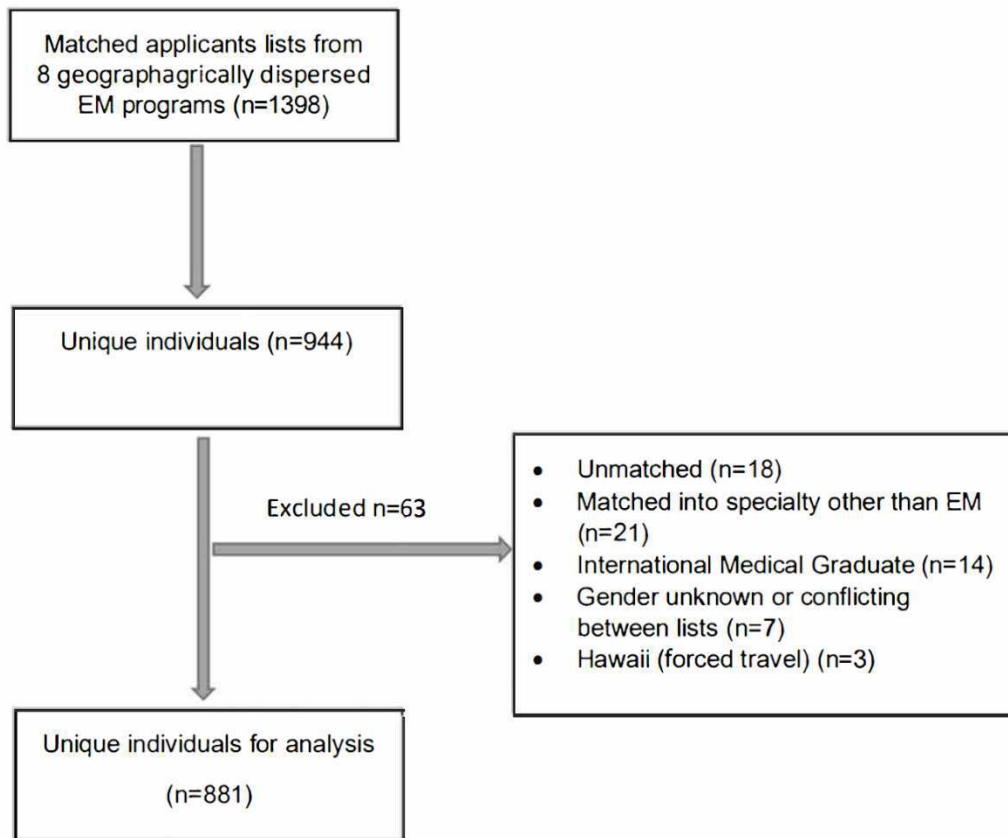 Matched applicants lists from
8 geographagrically dispersed
EM programs (n=1398)
Unique individuals (n=944)
Excluded n=63
• Unmatched (n=18)
• Matched into specialty other than EM
(n=21)
• International Medical Graduate (n=14)
• Gender unknown or conflicting
between lists (n=7)
• Hawaii (forced travel) (n=3)
Unique individuals for analysis
(n=881)